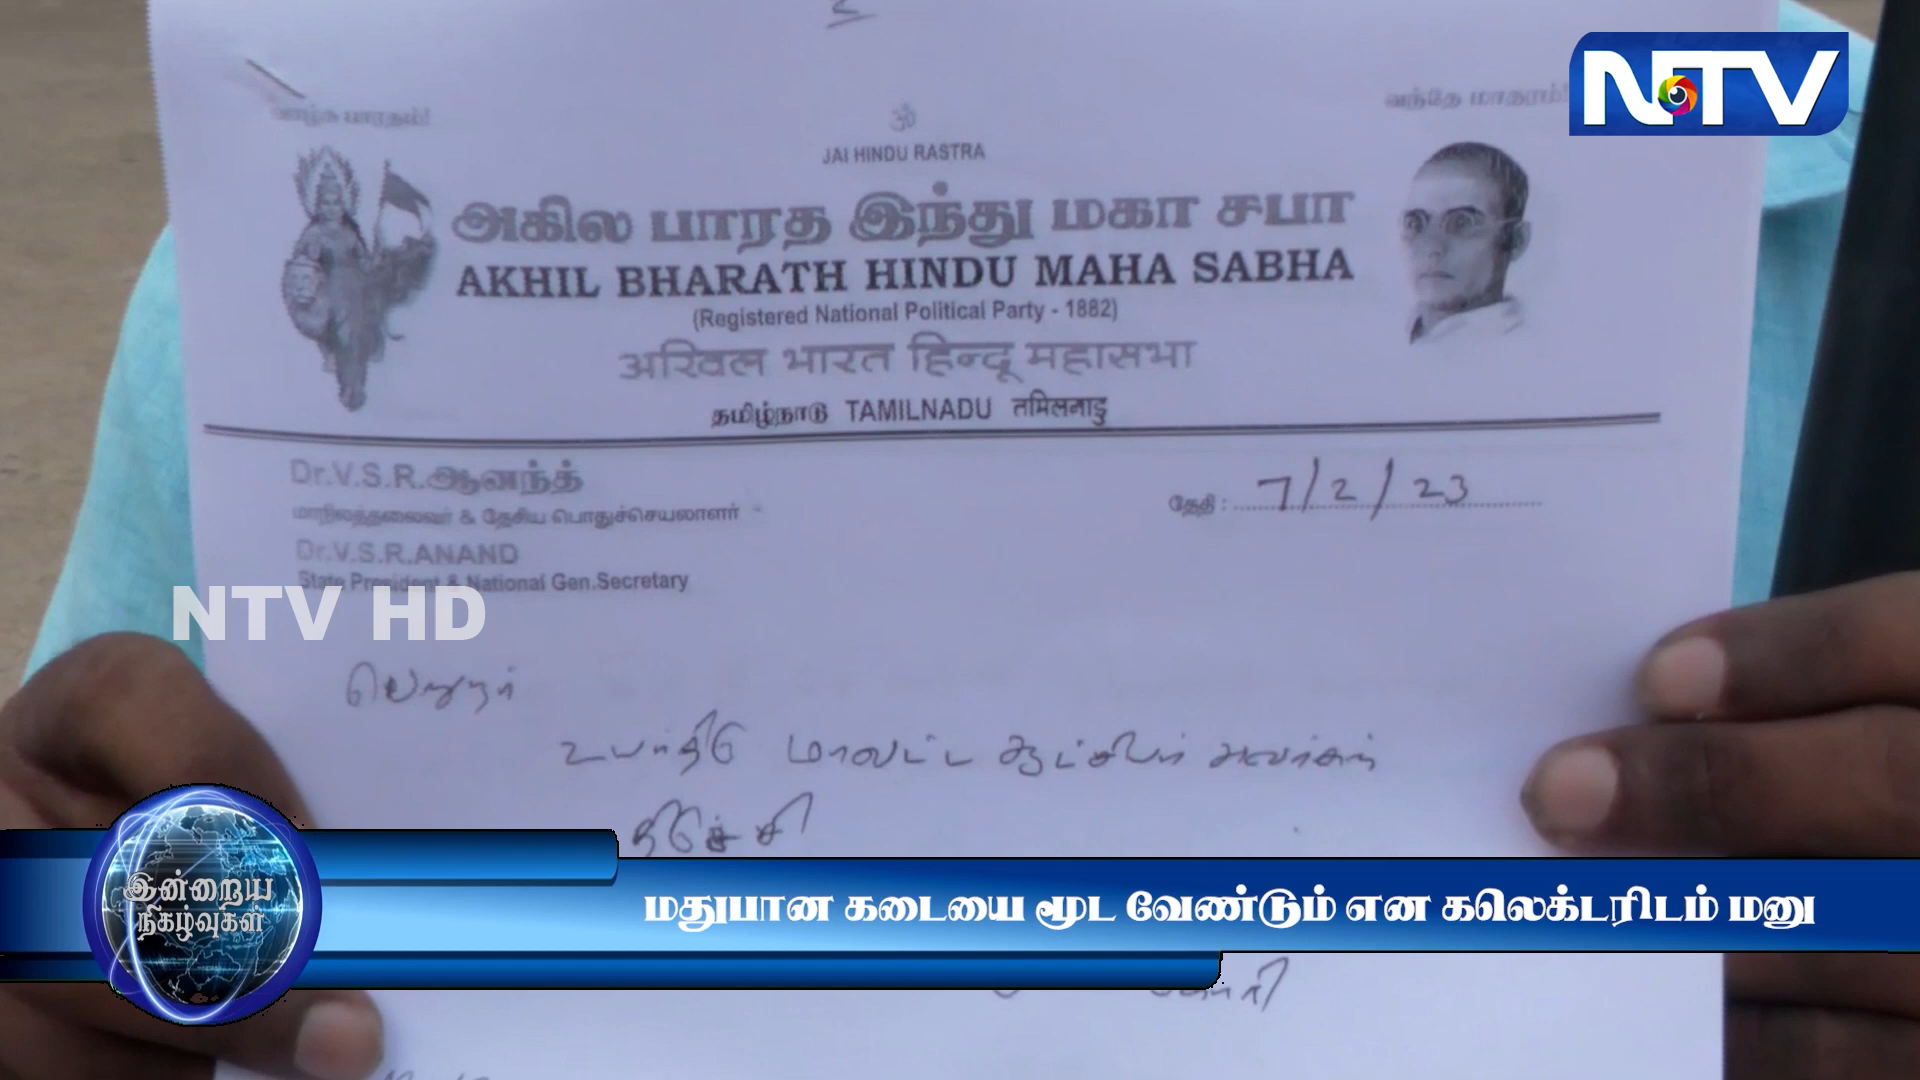 NTV
வாழ்க பாரதம்!
வந்தே மாதரம்!
ॐ
JAI HINDU RASTRA
அகில பாரத இந்து மகா சபா
AKHIL BHARATH HINDU MAHA SABHA
(Registered National Political Party - 1882)
अखिल भारत हिन्दू महासभा
தமிழ்நாடு TAMILNADU तमिलनाडु
Dr.V.S.R.ஆனந்த்
மாநிலத்தலைவர் & தேசிய பொதுச்செயலாளர்
தேதி : 7/2/23
Dr.V.S.R.ANAND
State President & National Gen.Secretary
NTV HD
பெறுநர்
உயர்திரு மாவட்ட ஆட்சியர் அவர்கள்
திருச்சி
இன்றைய
நிகழ்வுகள்
மதுபான கடையை மூட வேண்டும் என கலெக்டரிடம் மனு